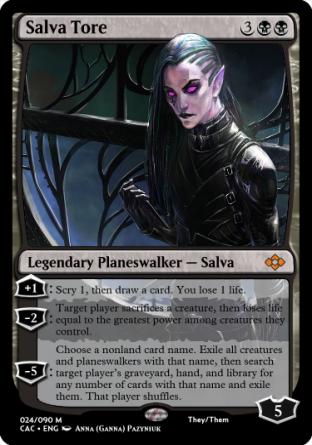 Salva Tore 3
Legendary Planeswalker — Salva
+1: Scry 1, then draw a card. You lose 1 life.
Target player sacrifices a creature, then loses life
-2: equal to the greatest power among creatures they
control.
Choose a nonland card name. Exile all creatures
and planeswalkers with that name, then search
-5: target player's graveyard, hand, and library for
any number of cards with that name and exile
them. That player shuffles.
5
024/090 M They/Them
CAC • ENG Anna (Ganna) Pazyniuk